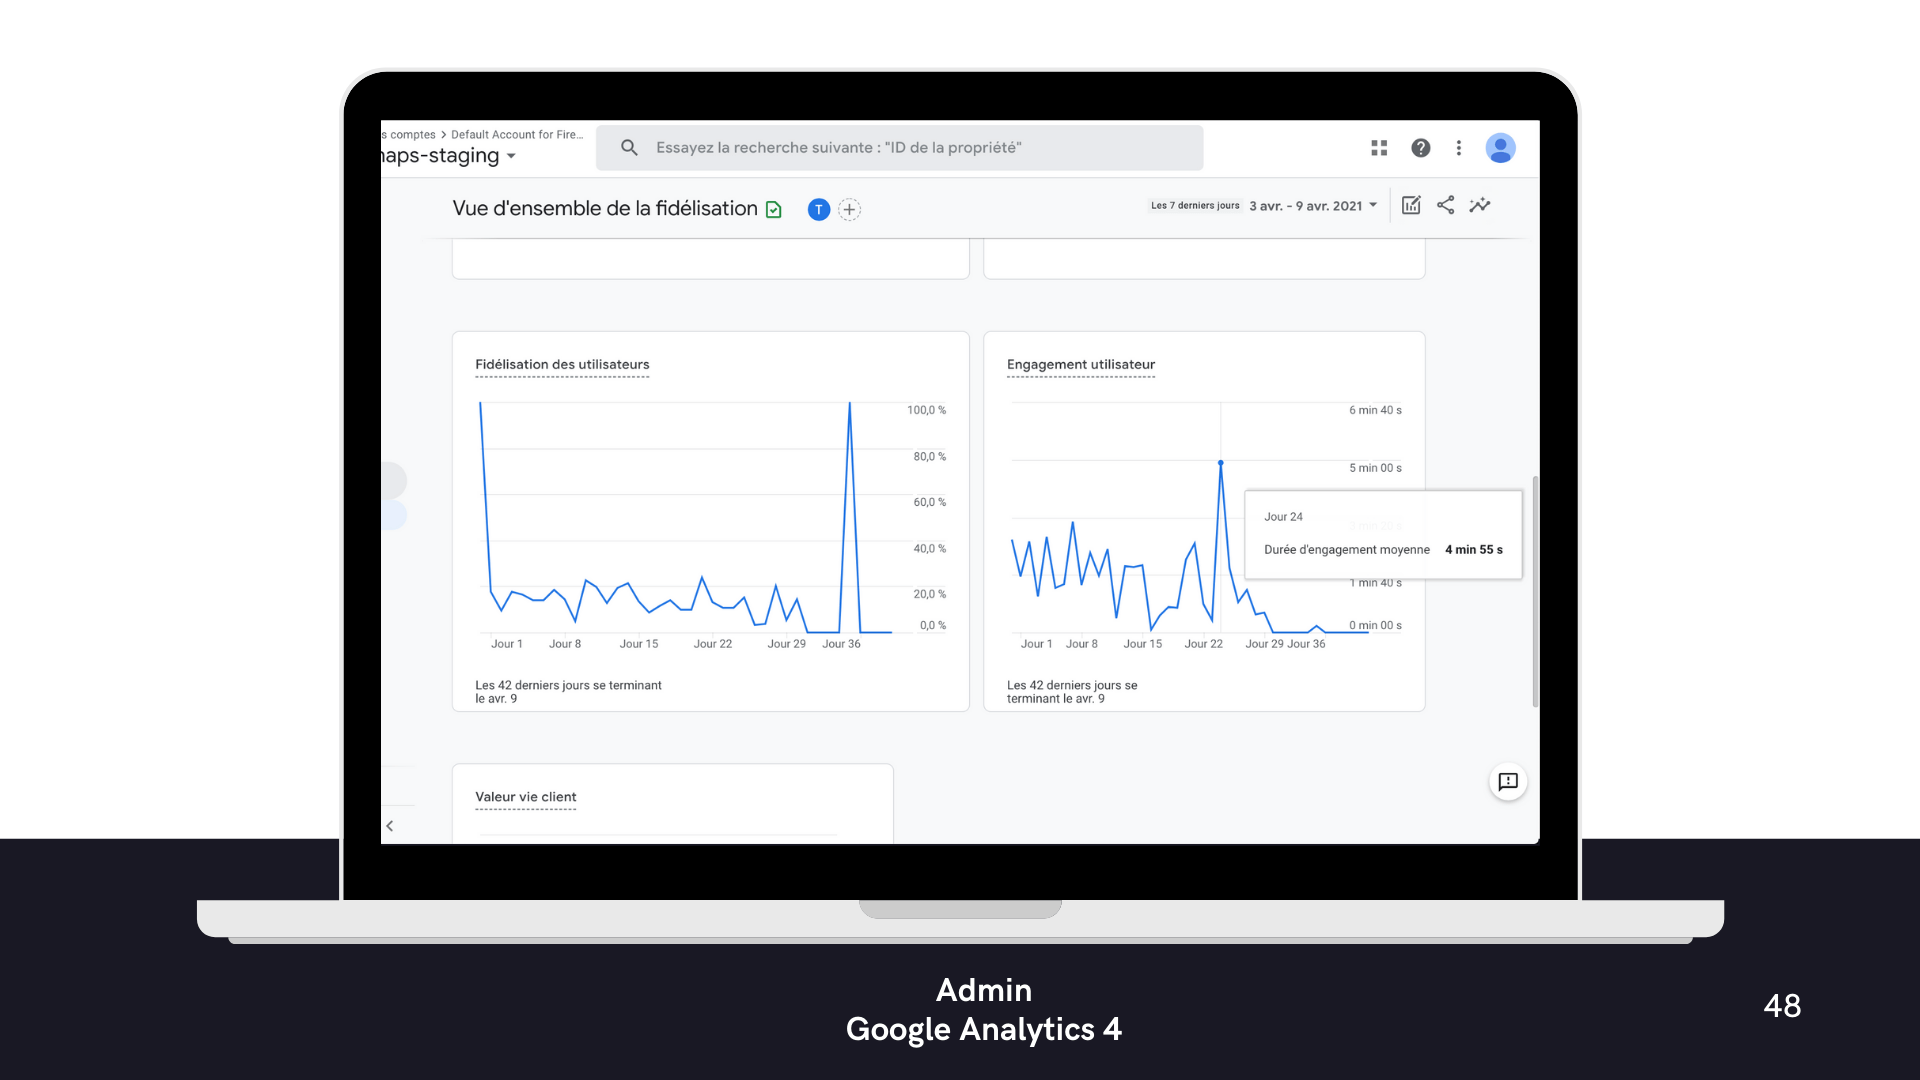 s comptes > Default Account for Fire...
naps-staging
Essayez la recherche suivante : "ID de la propriété"
Vue d'ensemble de la fidélisation
T
Les 7 derniers jours 3 avr. - 9 avr. 2021
Fidélisation des utilisateurs
100,0 %
80,0 %
60,0 %
40,0 %
20,0 %
0,0 %
Jour 1 Jour 8 Jour 15 Jour 22 Jour 29 Jour 36
Les 42 derniers jours se terminant
le avr. 9
Engagement utilisateur
6 min 40 s
5 min 00 s
Jour 24
Durée d'engagement moyenne 4 min 55 s
1 min 40 s
0 min 00 s
Jour 1 Jour 8 Jour 15 Jour 22 Jour 29 Jour 36
Les 42 derniers jours se
terminant le avr. 9
Valeur vie client
Admin
Google Analytics 4
48